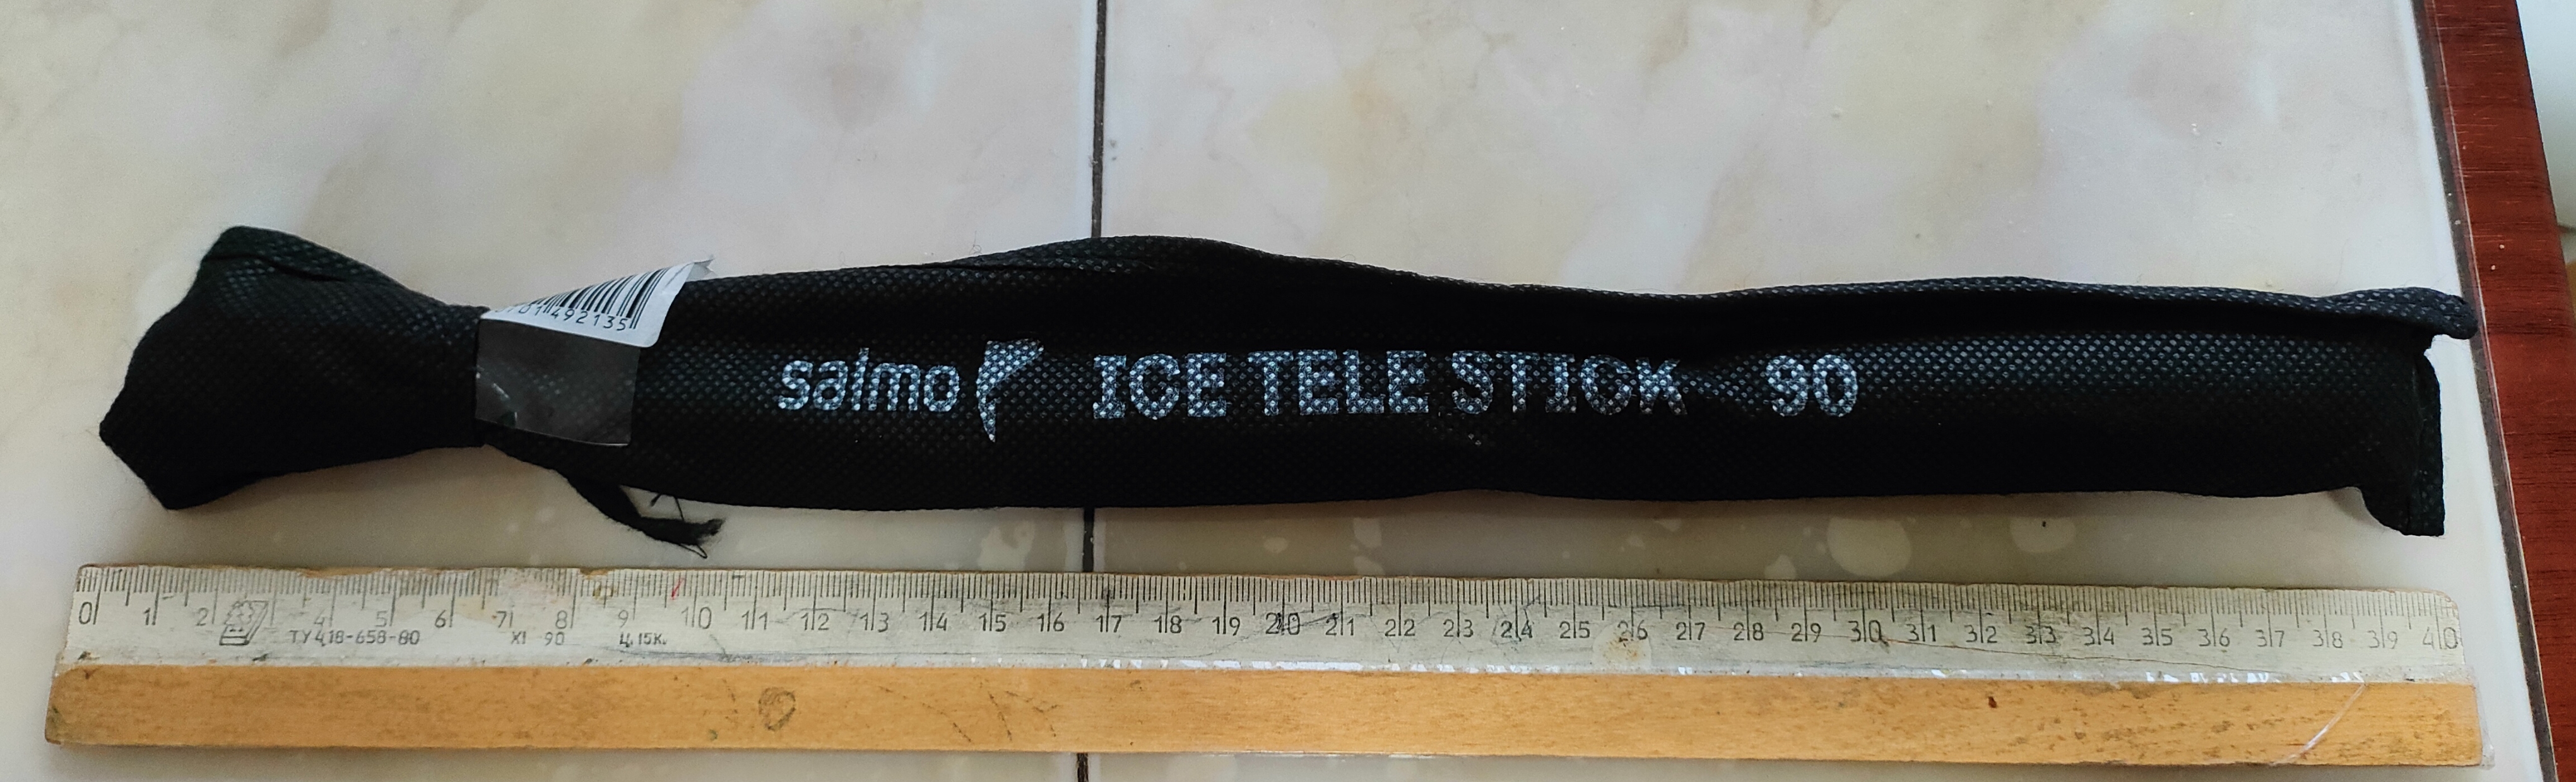 492135
salmo ICE TELE STICK 90
0 1 2 4 5 6 7 8 9 10 11 12 13 14 15 16 17 18 19 20 21 22 23 24 25 26 27 28 29 30 31 32 33 34 35 36 37 38 39 40
ТУ 418-658-80 XI 90 Ц. 15к.